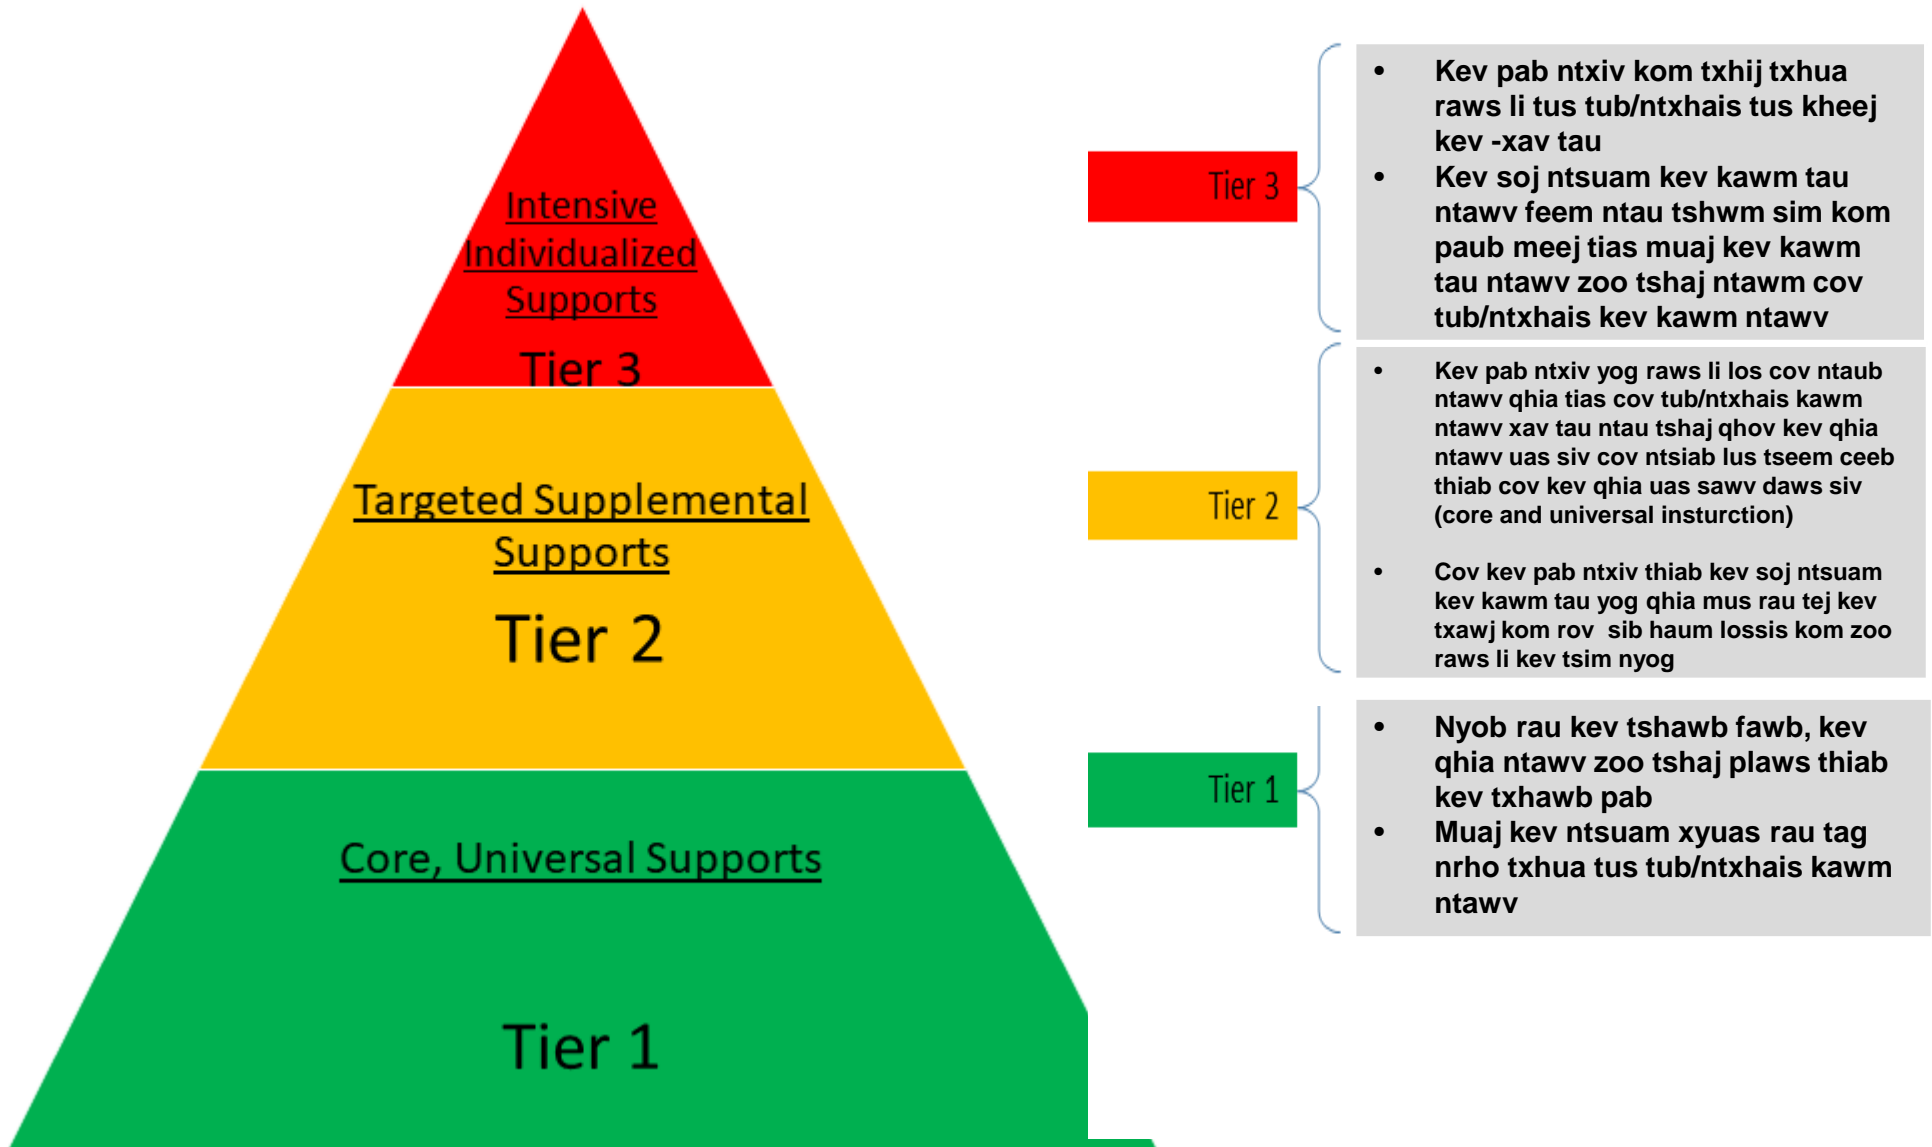 Intensive
Individualized
Supports
Tier 3
Targeted Supplemental
Supports
Tier 2
Core, Universal Supports
Tier 1
Tier 3
• Kev pab ntxiv kom txhij txhua
raws li tus tub/ntxhais tus kheej
kev -xav tau
• Kev soj ntsuam kev kawm tau
ntawv feem ntau tshwm sim kom
paub meej tias muaj kev kawm
tau ntawv zoo tshaj ntawm cov
tub/ntxhais kev kawm ntawv
Tier 2
• Kev pab ntxiv yog raws li los cov ntaub
ntawv qhia tias cov tub/ntxhais kawm
ntawv xav tau ntau tshaj qhov kev qhia
ntawv uas siv cov ntsiab lus tseem ceeb
thiab cov kev qhia uas sawv daws siv
(core and universal insturction)
• Cov kev pab ntxiv thiab kev soj ntsuam
kev kawm tau yog qhia mus rau tej kev
txawj kom rov  sib haum lossis kom zoo
raws li kev tsim nyog
Tier 1
• Nyob rau kev tshawb fawb, kev
qhia ntawv zoo tshaj plaws thiab
kev txhawb pab
• Muaj kev ntsuam xyuas rau tag
nrho txhua tus tub/ntxhais kawm
ntawv